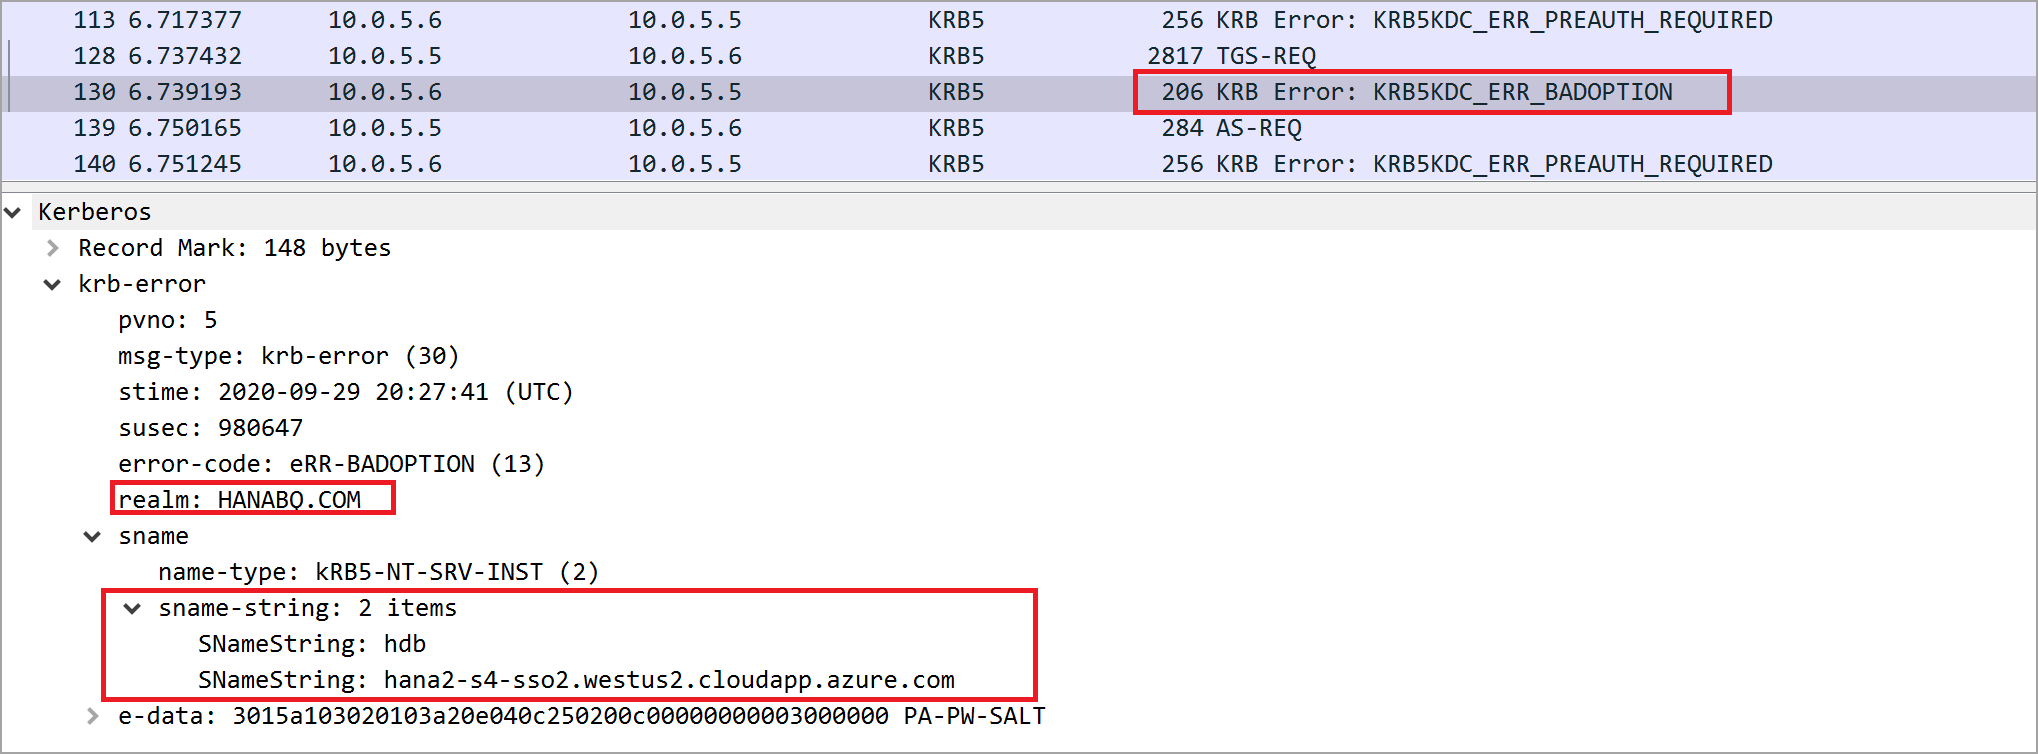 113 6.717377 10.0.5.6 10.0.5.5 KRB5 256 KRB Error: KRB5KDC_ERR_PREAUTH_REQUIRED
128 6.737432 10.0.5.5 10.0.5.6 KRB5 2817 TGS-REQ
130 6.739193 10.0.5.6 10.0.5.5 KRB5 206 KRB Error: KRB5KDC_ERR_BADOPTION
139 6.750165 10.0.5.5 10.0.5.6 KRB5 284 AS-REQ
140 6.751245 10.0.5.6 10.0.5.5 KRB5 256 KRB Error: KRB5KDC_ERR_PREAUTH_REQUIRED
Kerberos
Record Mark: 148 bytes
krb-error
pvno: 5
msg-type: krb-error (30)
stime: 2020-09-29 20:27:41 (UTC)
susec: 980647
error-code: eRR-BADOPTION (13)
realm: HANABQ.COM
sname
name-type: kRB5-NT-SRV-INST (2)
sname-string: 2 items
SNameString: hdb
SNameString: hana2-s4-sso2.westus2.cloudapp.azure.com
e-data: 3015a103020103a20e040c250200c00000000003000000 PA-PW-SALT